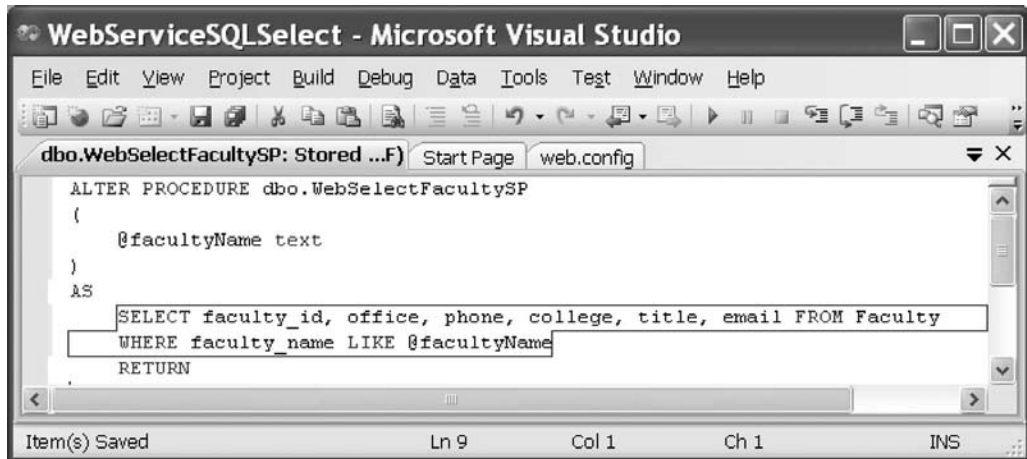 WebServiceSQLSelect - Microsoft Visual Studio
File Edit View Project Build Debug Data Tools Test Window Help
dbo.WebSelectFacultySP: Stored ...F) Start Page web.config
ALTER PROCEDURE dbo.WebSelectFacultySP
(
@facultyName text
)
AS
SELECT faculty_id, office, phone, college, title, email FROM Faculty
WHERE faculty_name LIKE @facultyName
RETURN
Item(s) Saved Ln 9 Col 1 Ch 1 INS